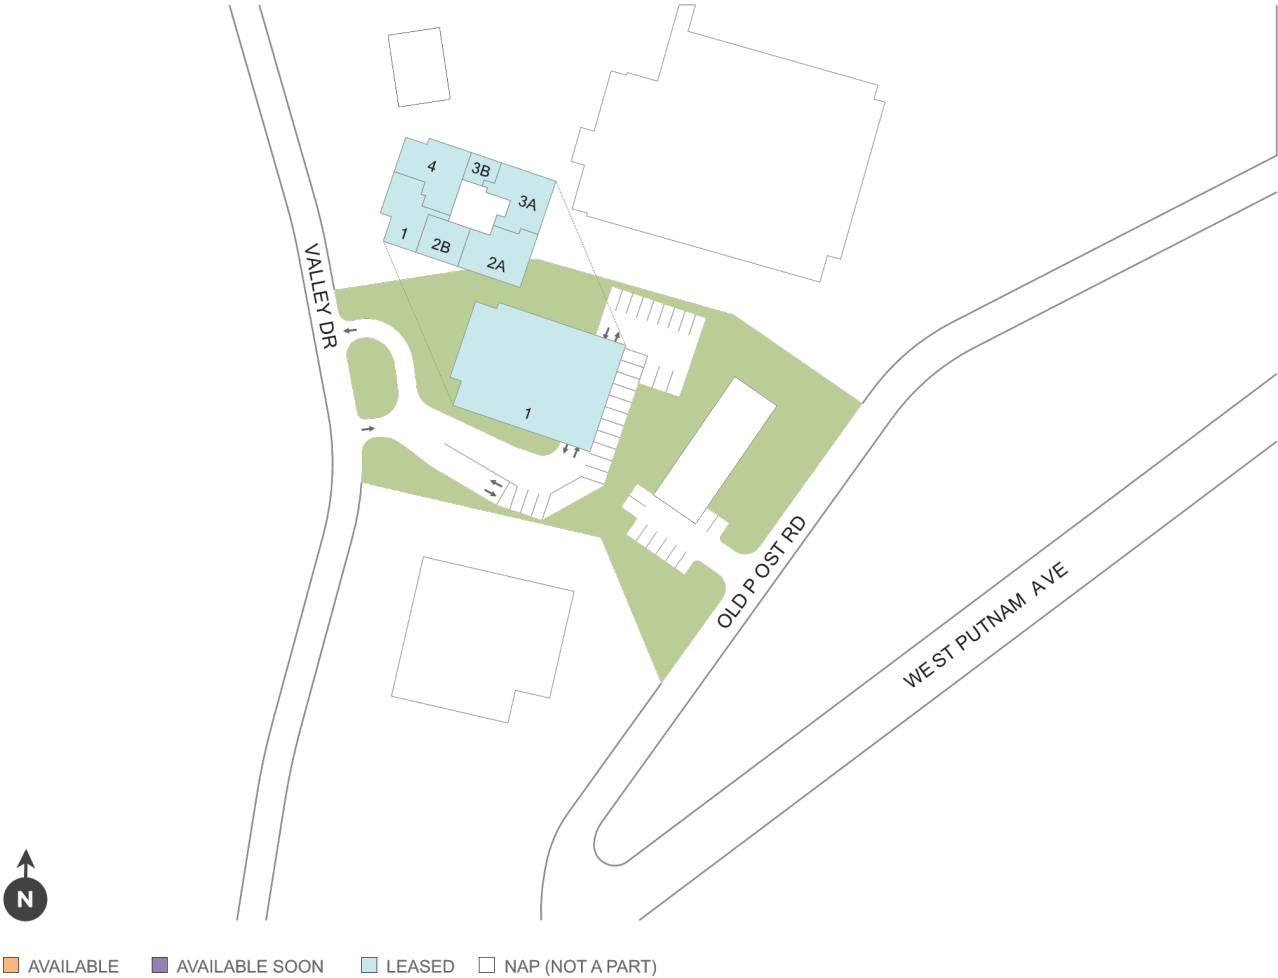 4
3B
3A
1
2B
2A
VALLEY DR
1
OLD POST RD
WEST PUTNAM AVE
N
AVAILABLE
AVAILABLE SOON
LEASED
NAP (NOT A PART)